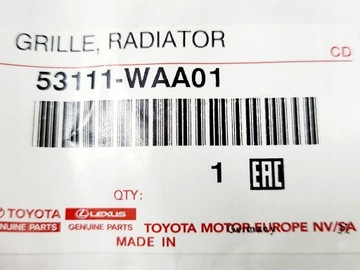 GRILLE, RADIATOR
CD
53111-WAA01
1 EAC
QTY:
TOYOTA LEXUS
GENUINE PARTS GENUINE PARTS TOYOTA MOTOR EUROPE NV/SA
MADE IN Germany